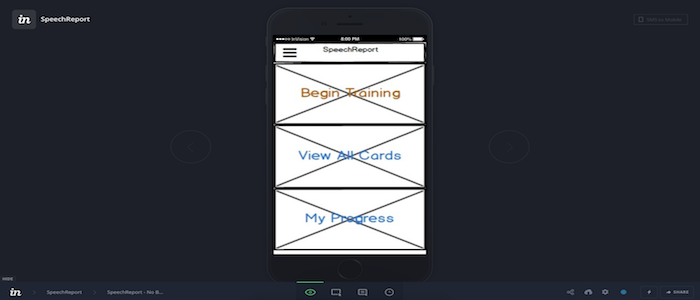 in SpeechReport
InVision 8:00 PM 100%
SpeechReport
Begin Training
View All Cards
My Progress
HIDE
in SpeechReport SpeechReport - No B... SHARE